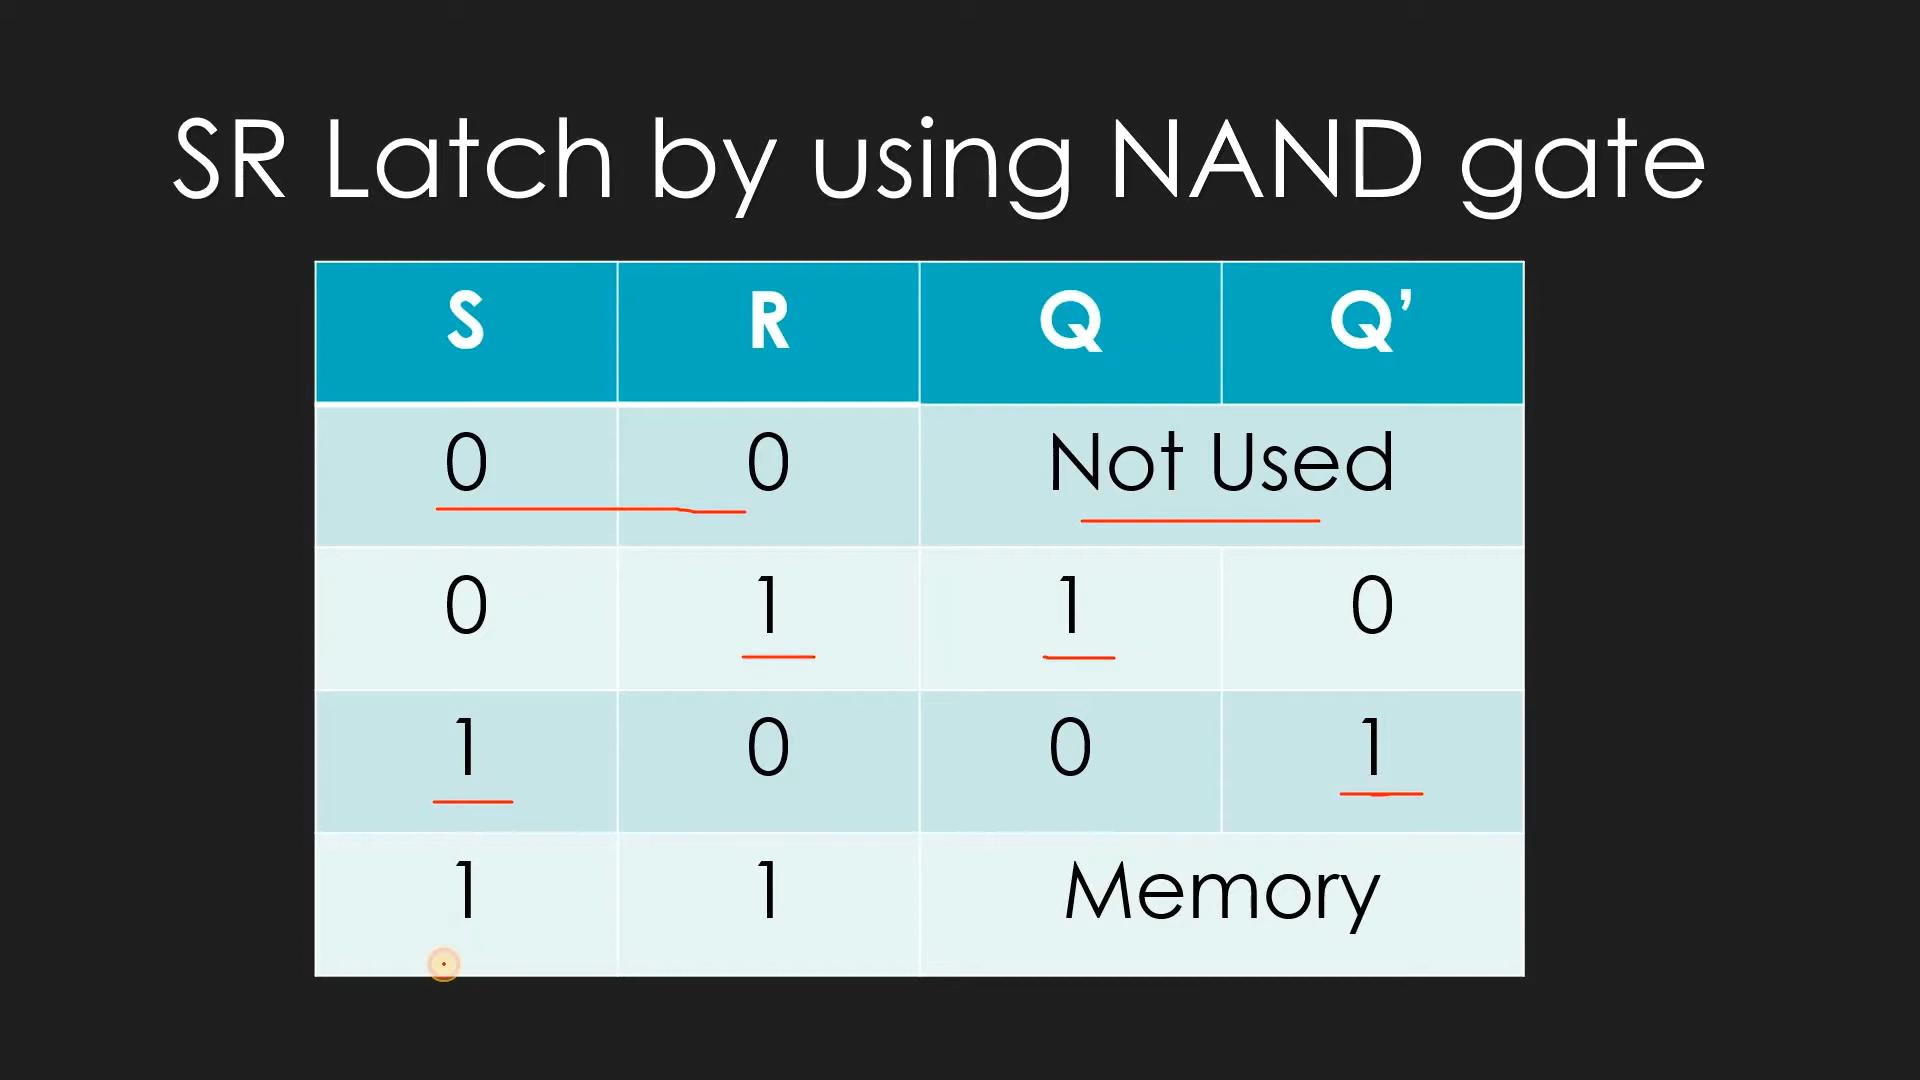 SR Latch by using NAND gate
S R Q Q’
0 0 Not Used
0 1 1 0
1 0 0 1
1 1 Memory